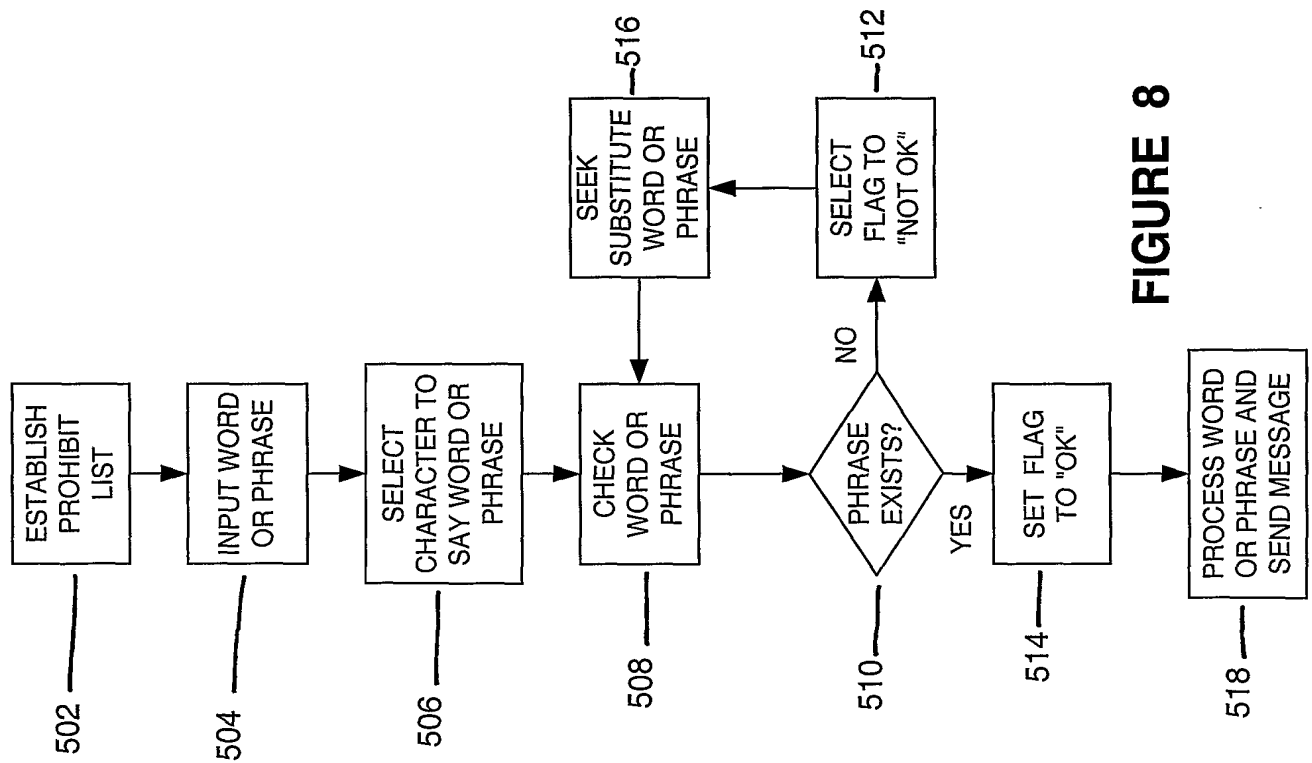 502
ESTABLISH
PROHIBIT
LIST
504
INPUT WORD
OR PHRASE
506
SELECT
CHARACTER TO
SAY WORD OR
PHRASE
508
CHECK
WORD OR
PHRASE
516
SEEK
SUBSTITUTE
WORD OR
PHRASE
510
PHRASE
EXISTS?
NO
512
SELECT
FLAG TO
"NOT OK"
YES
514
SET FLAG
TO "OK"
518
PROCESS WORD
OR PHRASE AND
SEND MESSAGE
FIGURE 8